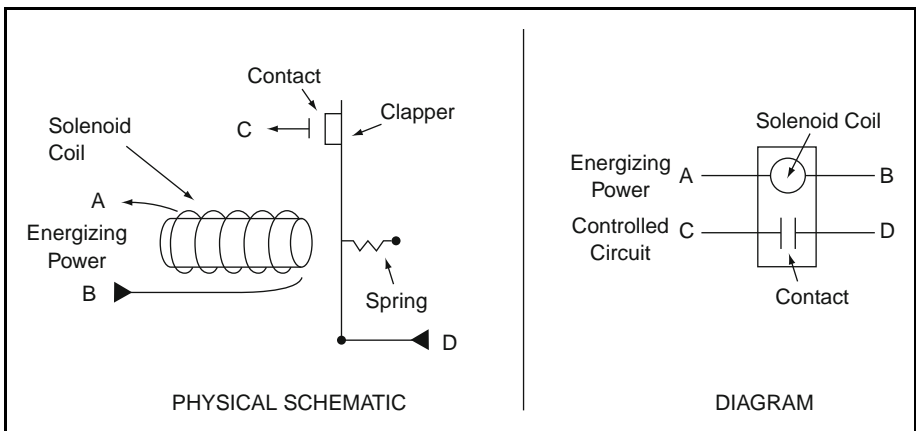 Contact
Clapper
C
Solenoid
Coil
A
Energizing
Power
B
Spring
D
PHYSICAL SCHEMATIC
Solenoid Coil
Energizing
Power
A
B
Controlled
Circuit
C
D
Contact
DIAGRAM